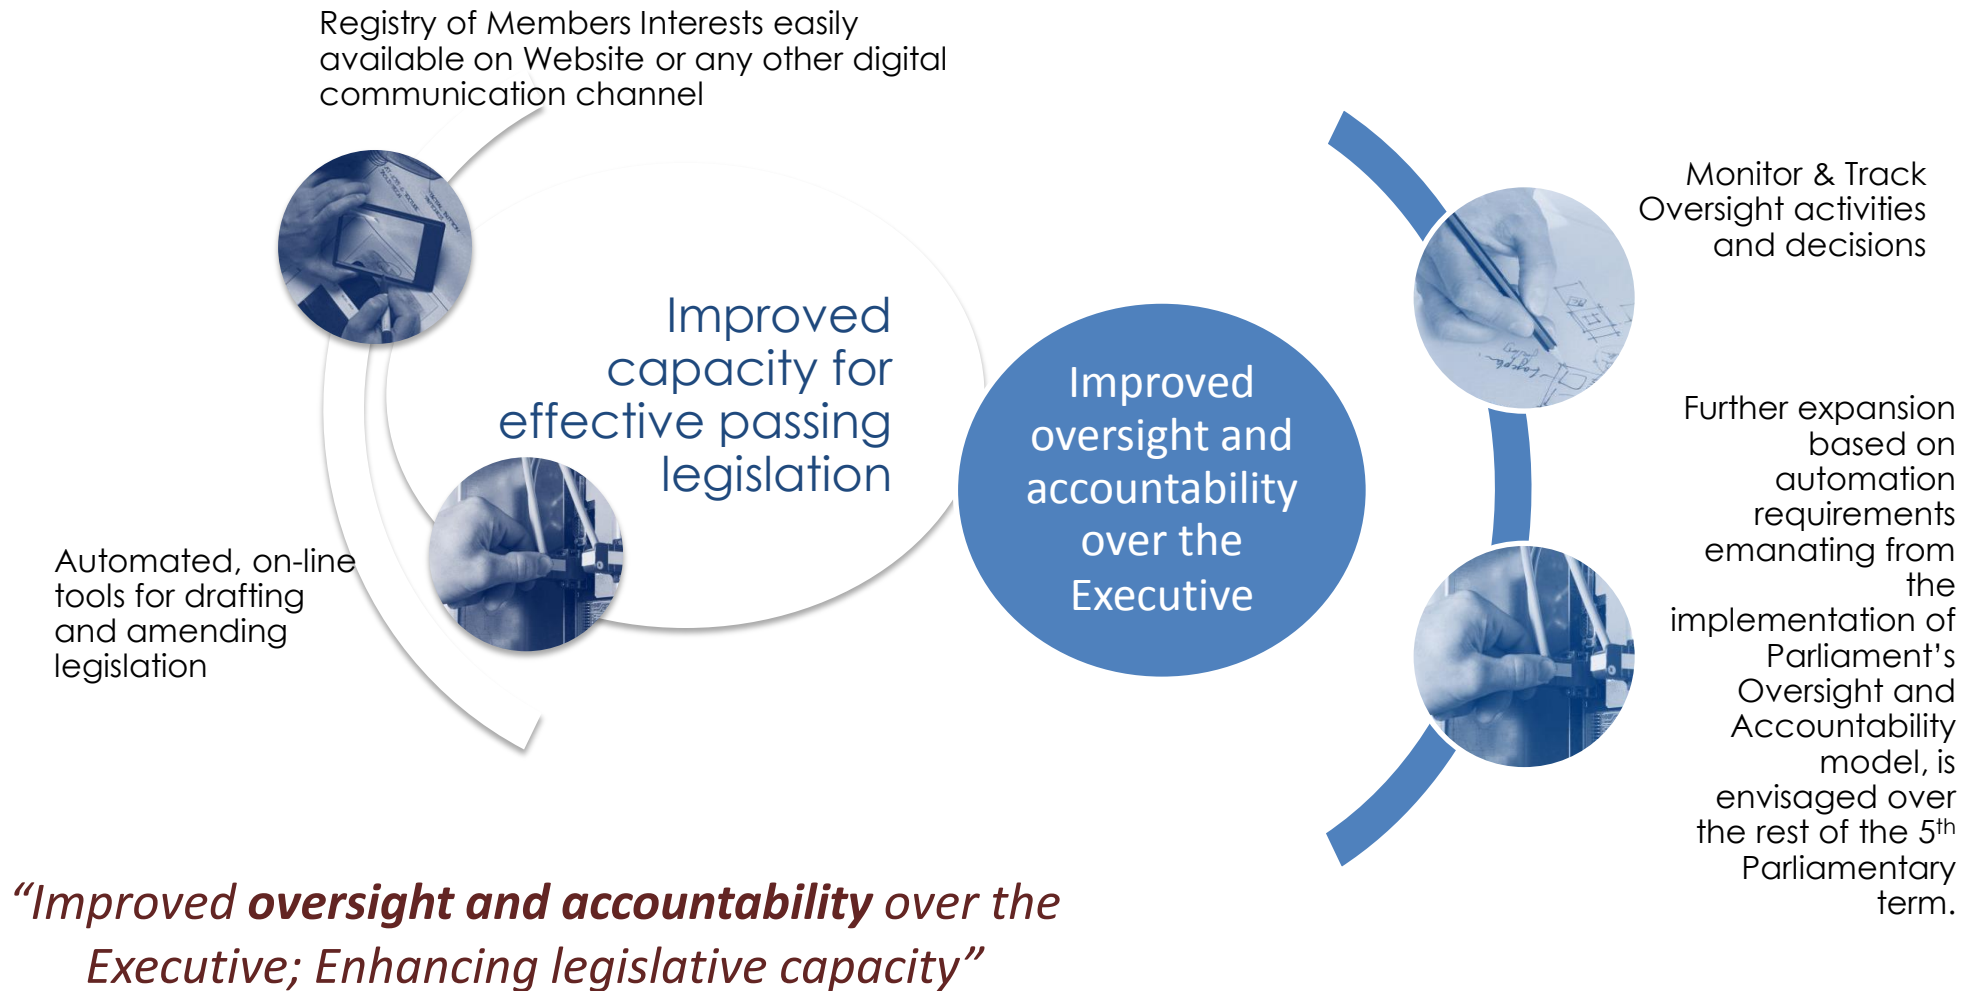 Registry of Members Interests easily
available on Website or any other digital
communication channel
Improved
capacity for
effective passing
legislation
Automated, on-line
tools for drafting
and amending
legislation
Improved
oversight and
accountability
over the
Executive
Monitor & Track
Oversight activities
and decisions
Further expansion
based on
automation
requirements
emanating from
the
implementation of
Parliament’s
Oversight and
Accountability
model, is
envisaged over
the rest of the 5th
Parliamentary
term.
“Improved oversight and accountability over the
Executive; Enhancing legislative capacity”